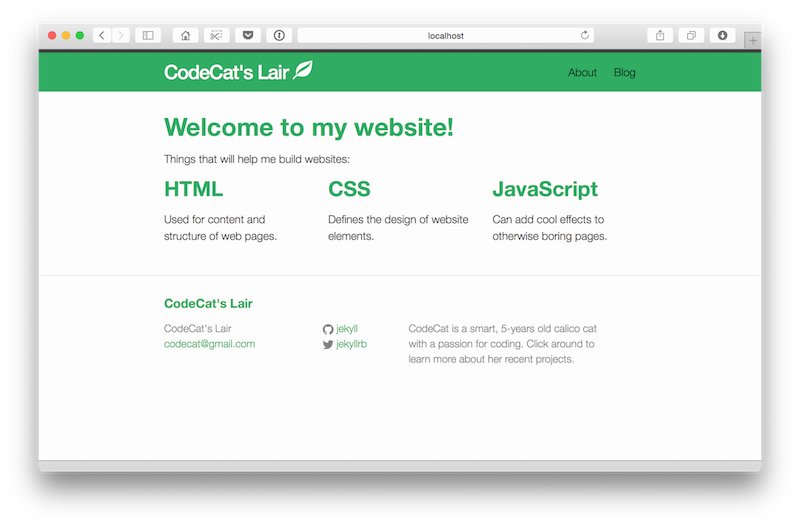 localhost
CodeCat's Lair
About Blog
Welcome to my website!
Things that will help me build websites:
HTML CSS JavaScript
Used for content and Defines the design of website Can add cool effects to
structure of web pages. elements. otherwise boring pages.
CodeCat's Lair
CodeCat's Lair jekyll CodeCat is a smart, 5-years old calico cat
codecat@gmail.com jekyllrb with a passion for coding. Click around to
learn more about her recent projects.